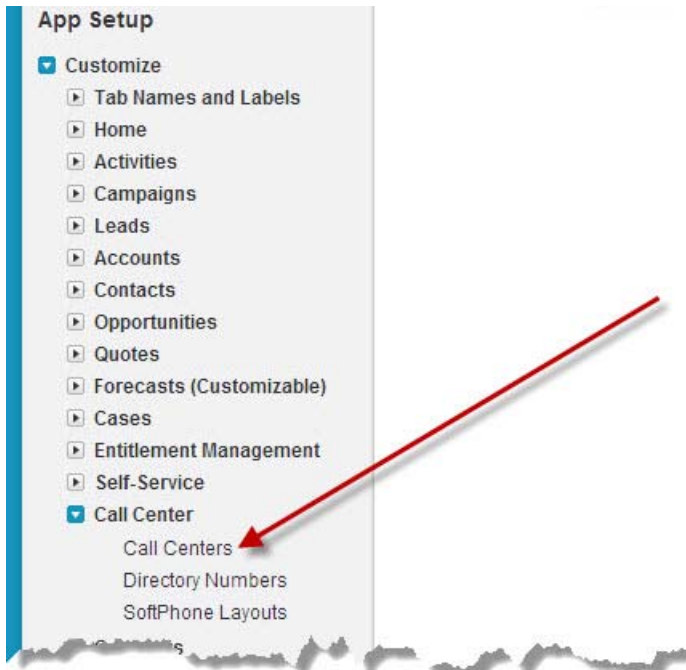 App Setup
Customize
Tab Names and Labels
Home
Activities
Campaigns
Leads
Accounts
Contacts
Opportunities
Quotes
Forecasts (Customizable)
Cases
Entitlement Management
Self-Service
Call Center
Call Centers
Directory Numbers
SoftPhone Layouts